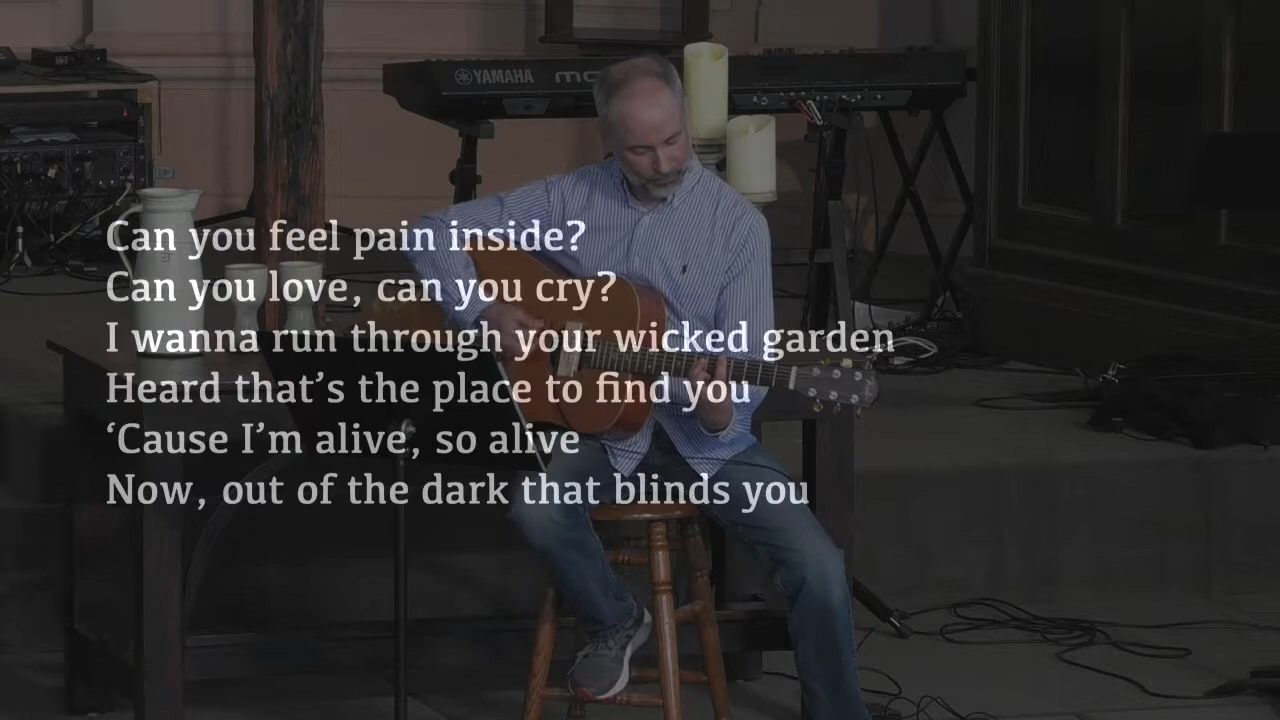 YAMAHA
Can you feel pain inside?
Can you love, can you cry?
I wanna run through your wicked garden
Heard that’s the place to find you
‘Cause I’m alive, so alive
Now, out of the dark that blinds you